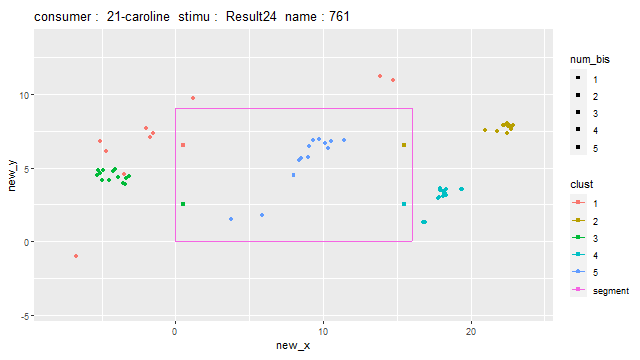 consumer : 21-caroline stimu : Result24 name : 761
new_y
10
5
0
-5
0
10
20
new_x
num_bis
1
2
3
4
5
clust
1
2
3
4
5
segment